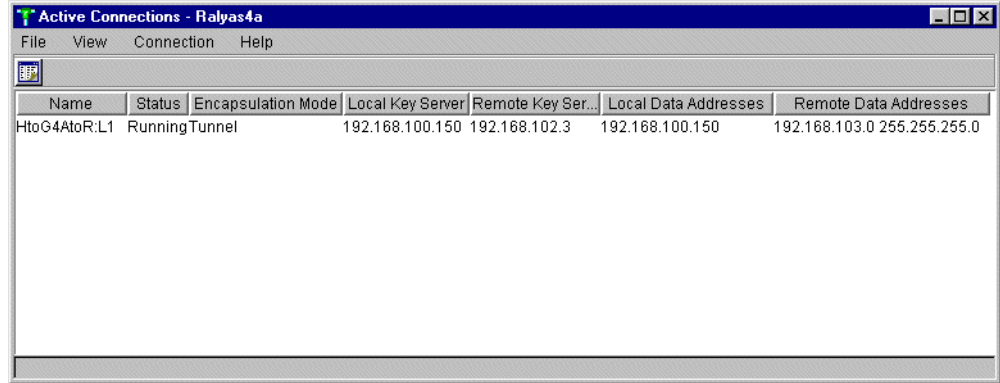 Active Connections - Ralyas4a
File View Connection Help
Name Status Encapsulation Mode Local Key Server Remote Key Ser... Local Data Addresses Remote Data Addresses
HtoG4AtoR:L1 Running Tunnel 192.168.100.150 192.168.102.3 192.168.100.150 192.168.103.0 255.255.255.0